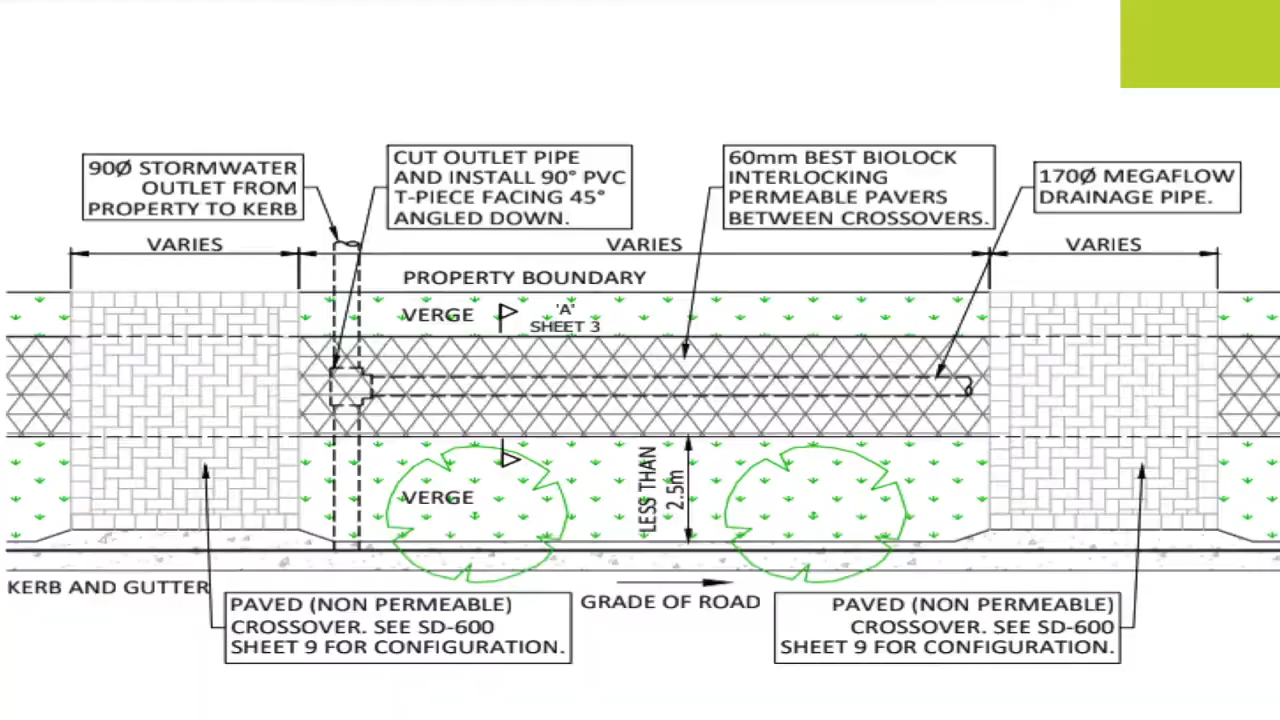 90Ø STORMWATER
OUTLET FROM
PROPERTY TO KERB
CUT OUTLET PIPE
AND INSTALL 90° PVC
T-PIECE FACING 45°
ANGLED DOWN.
60mm BEST BIOLOCK
INTERLOCKING
PERMEABLE PAVERS
BETWEEN CROSSOVERS.
170Ø MEGAFLOW
DRAINAGE PIPE.
VARIES
VARIES
VARIES
PROPERTY BOUNDARY
VERGE
'A'
SHEET 3
LESS THAN
2.5m
VERGE
KERB AND GUTTER
GRADE OF ROAD
PAVED (NON PERMEABLE)
CROSSOVER. SEE SD-600
SHEET 9 FOR CONFIGURATION.
PAVED (NON PERMEABLE)
CROSSOVER. SEE SD-600
SHEET 9 FOR CONFIGURATION.